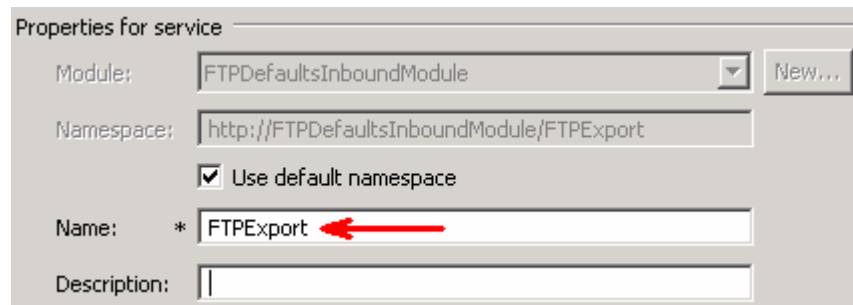 Properties for service
Module: FTPDefaultsInboundModule New...
Namespace: http://FTPDefaultsInboundModule/FTPExport
Use default namespace
Name: * FTPExport
Description: